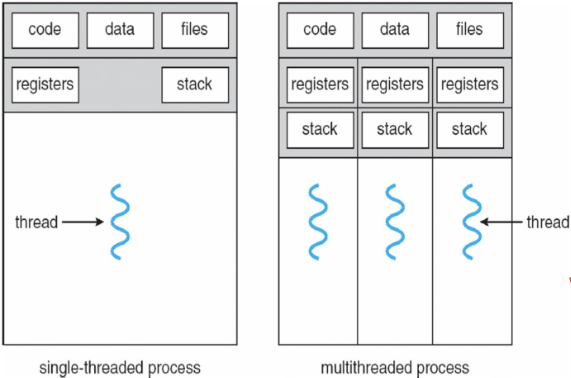 code data files
registers stack
thread
single-threaded process
code data files
registers registers registers
stack stack stack
thread
multithreaded process